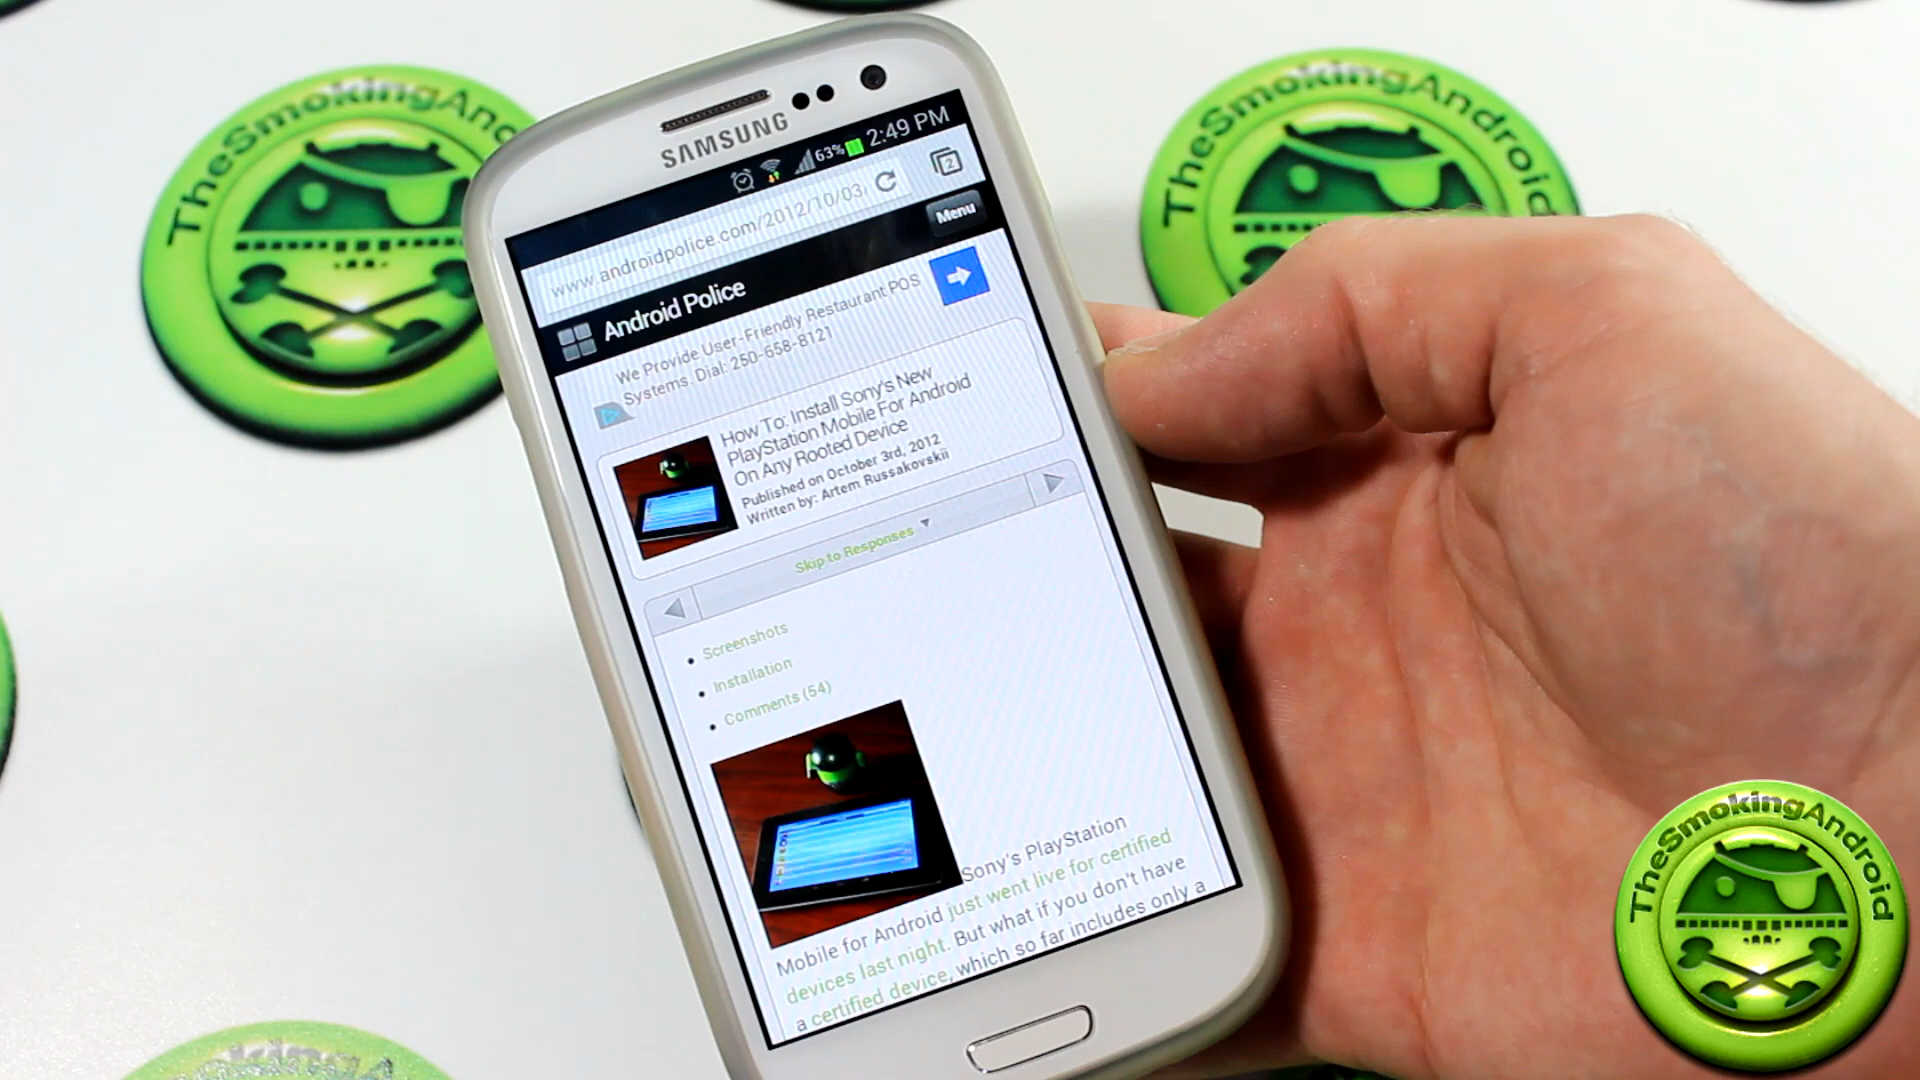 TheSmokingAndroid
SAMSUNG
63% 2:49 PM
www.androidpolice.com/2012/10/03
2
Android Police
Menu
We Provide User-Friendly Restaurant POS
Systems. Dial: 250-658-8121
How To: Install Sony's New
PlayStation Mobile For Android
On Any Rooted Device
Published on October 3rd, 2012
Written by: Artem Russakovskii
Skip to Responses
Screenshots
Installation
Comments (54)
Sony's PlayStation
Mobile for Android just went live for certified
devices last night. But what if you don't have
a certified device, which so far includes only a
TheSmokingAndroid
TheSmokingAndroid